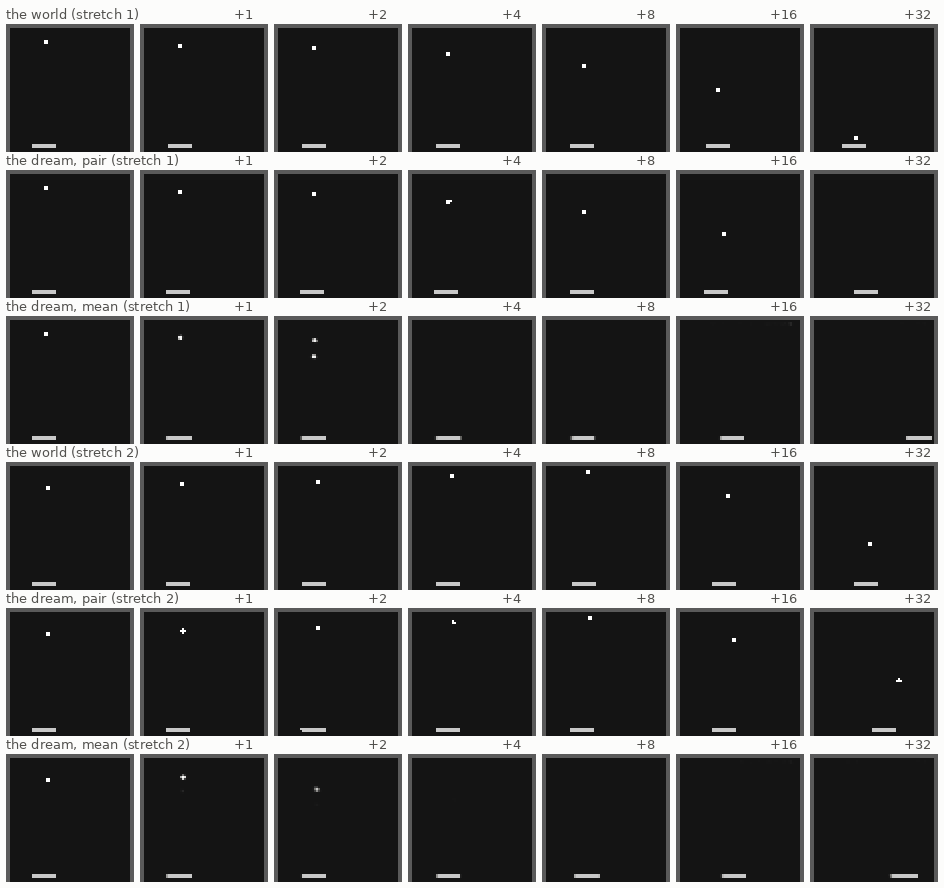 the world (stretch 1) +1 +2 +4 +8 +16 +32
the dream, pair (stretch 1) +1 +2 +4 +8 +16 +32
the dream, mean (stretch 1) +1 +2 +4 +8 +16 +32
the world (stretch 2) +1 +2 +4 +8 +16 +32
the dream, pair (stretch 2) +1 +2 +4 +8 +16 +32
the dream, mean (stretch 2) +1 +2 +4 +8 +16 +32